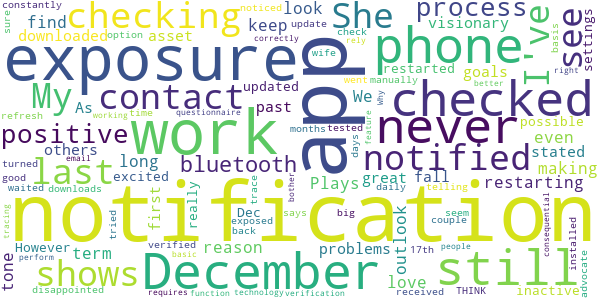 constantly noticed update She look process
sure checking option keep visionary
find check correctly see
downloaded asset rely settings
exposure wife phone I've basis
updated went manually restarted right
My contact As past We goals better
refresh working time app Why checked
questionnaire possible
positive work months tested never even
others bluetooth days notified stated
turned email long feature making
good last excited Plays great fall restarting
waited downloads really trace bother daily telling
first Dec says big outlook seem consequential
notification
tracing tried exposed back couple installed
However term reason verified problems 17th people
tone shows December basic love still advocate
perform received THINK inactive
disappointed requires function technology verification